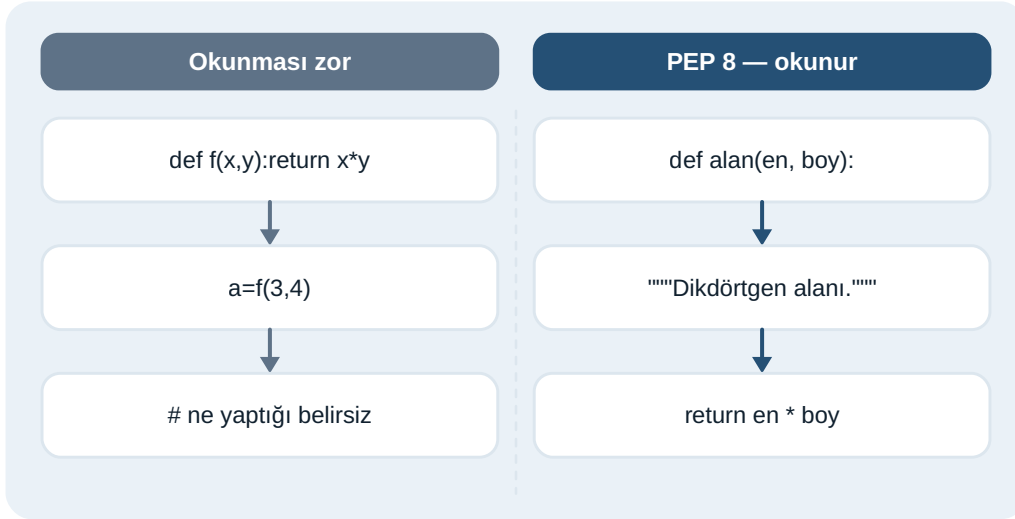 Okunması zor
def f(x,y):return x*y
a=f(3,4)
# ne yaptığı belirsiz
PEP 8 — okunur
def alan(en, boy):
"""Dikdörtgen alanı."""
return en * boy